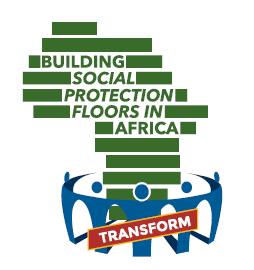 BUILDING
SOCIAL
PROTECTION
FLOORS IN
AFRICA
TRANSFORM